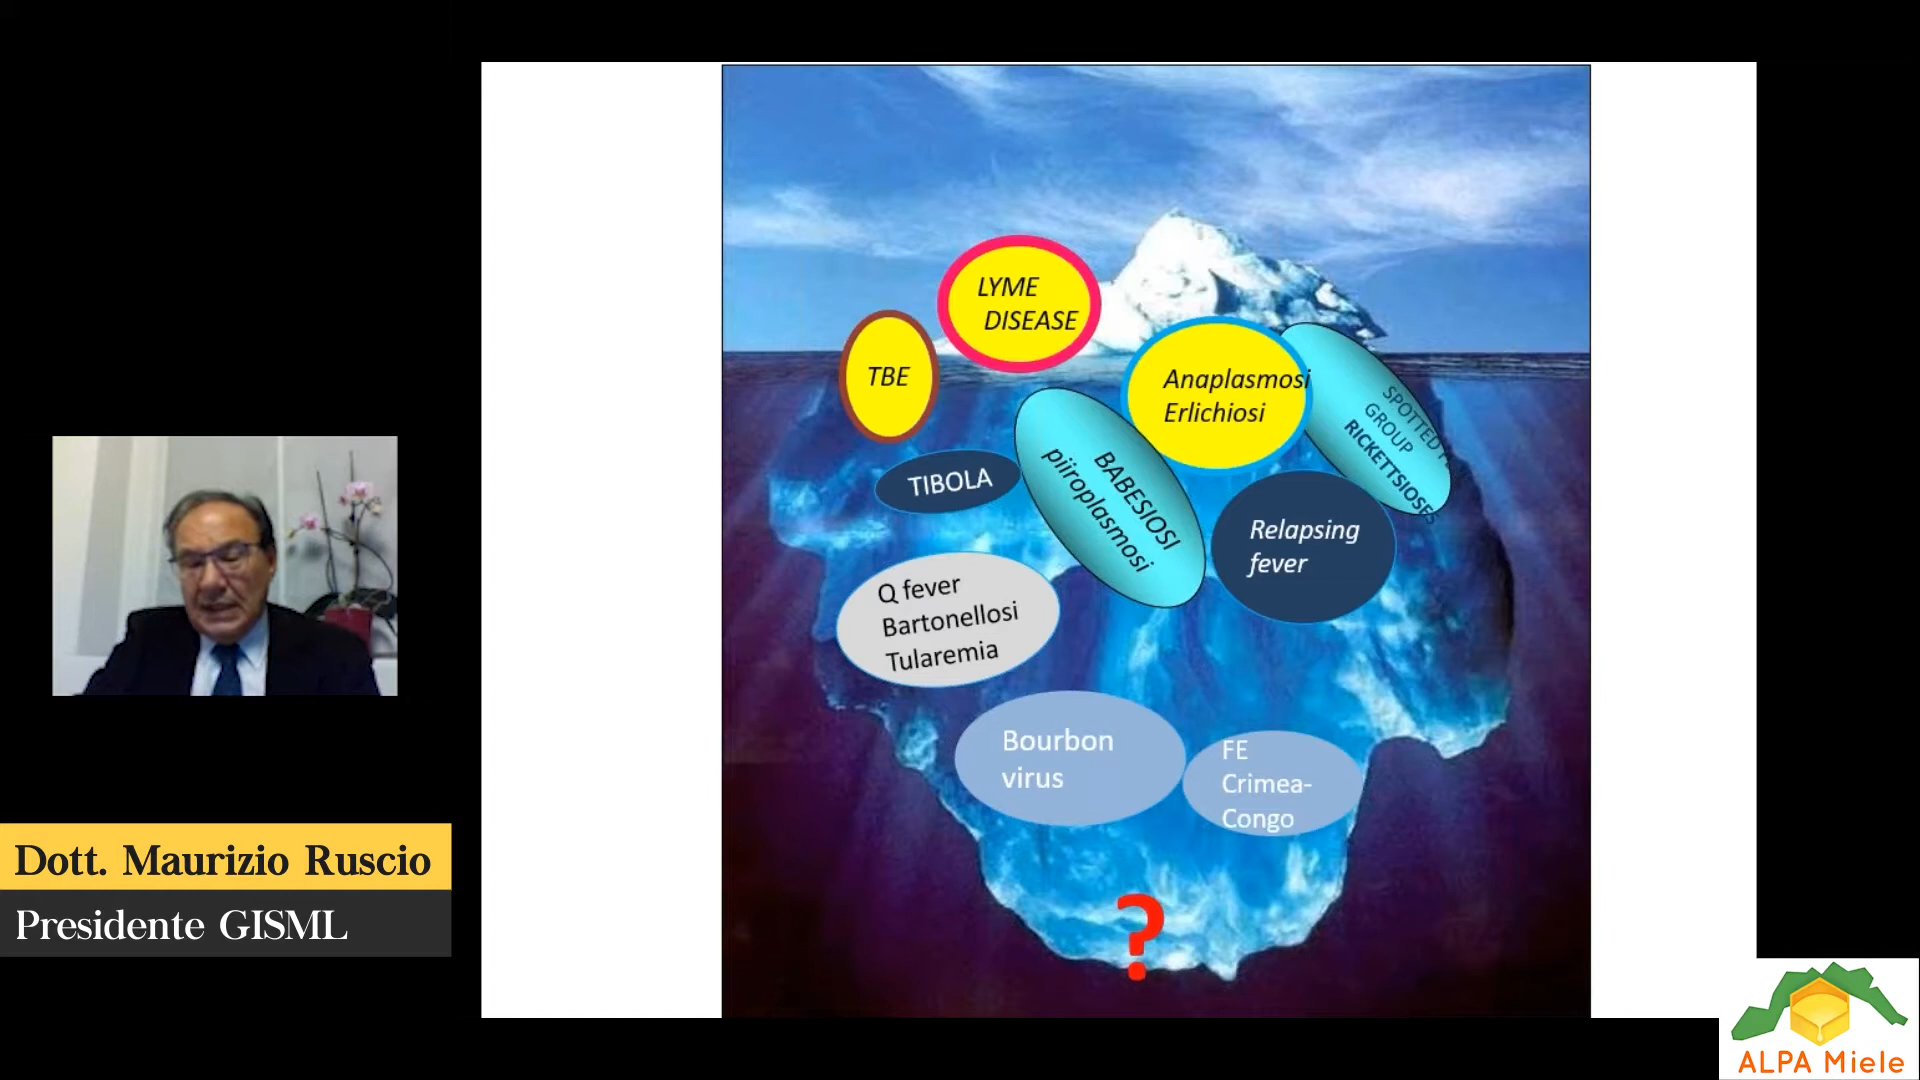 LYME
DISEASE
TBE
Anaplasmosi
Erlichiosi
SPOTTED
GROUP
RICKETTSIOSES
TIBOLA
BABESIOSI
piiroplasmosi
Relapsing
fever
Q fever
Bartonellosi
Tularemia
Bourbon
virus
FE
Crimea-
Congo
?
Dott. Maurizio Ruscio
Presidente GISML
ALPA Miele